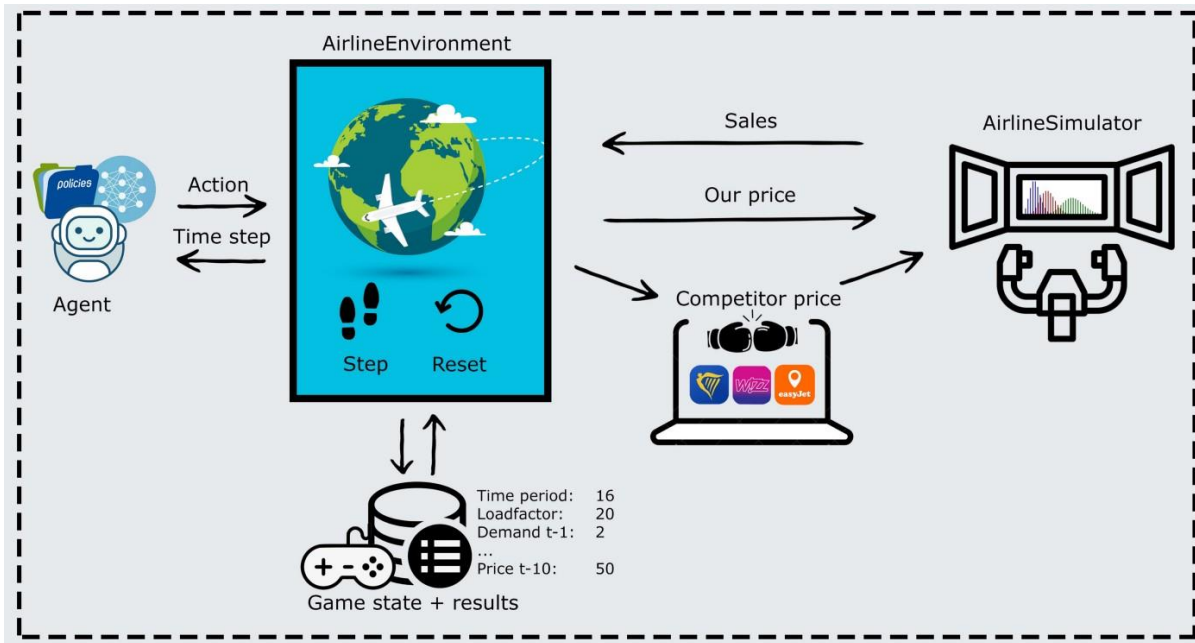 AirlineEnvironment
Sales
AirlineSimulator
policies
Action
Our price
Time step
Agent
Competitor price
Step Reset
WIZZ
easyJet
Time period: 16
Loadfactor: 20
Demand t-1: 2
...
Price t-10: 50
Game state + results